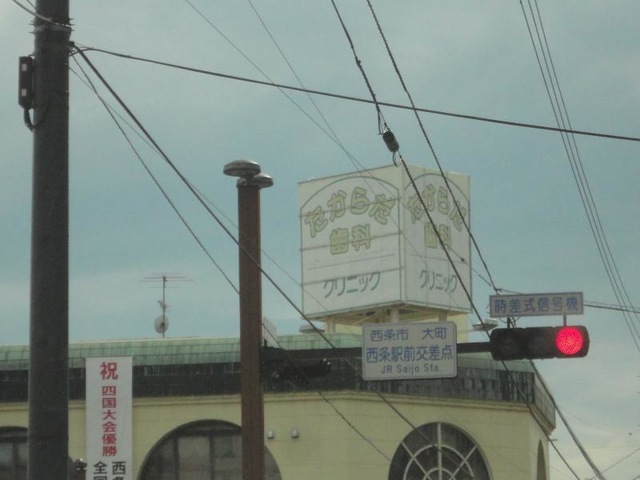 たからだ
歯科
クリニック
たからだ
歯科
クリニック
時差式信号機
西条市 大町
西条駅前交差点
JR Saijo Sta.
祝
四国大会優勝
西条
全国